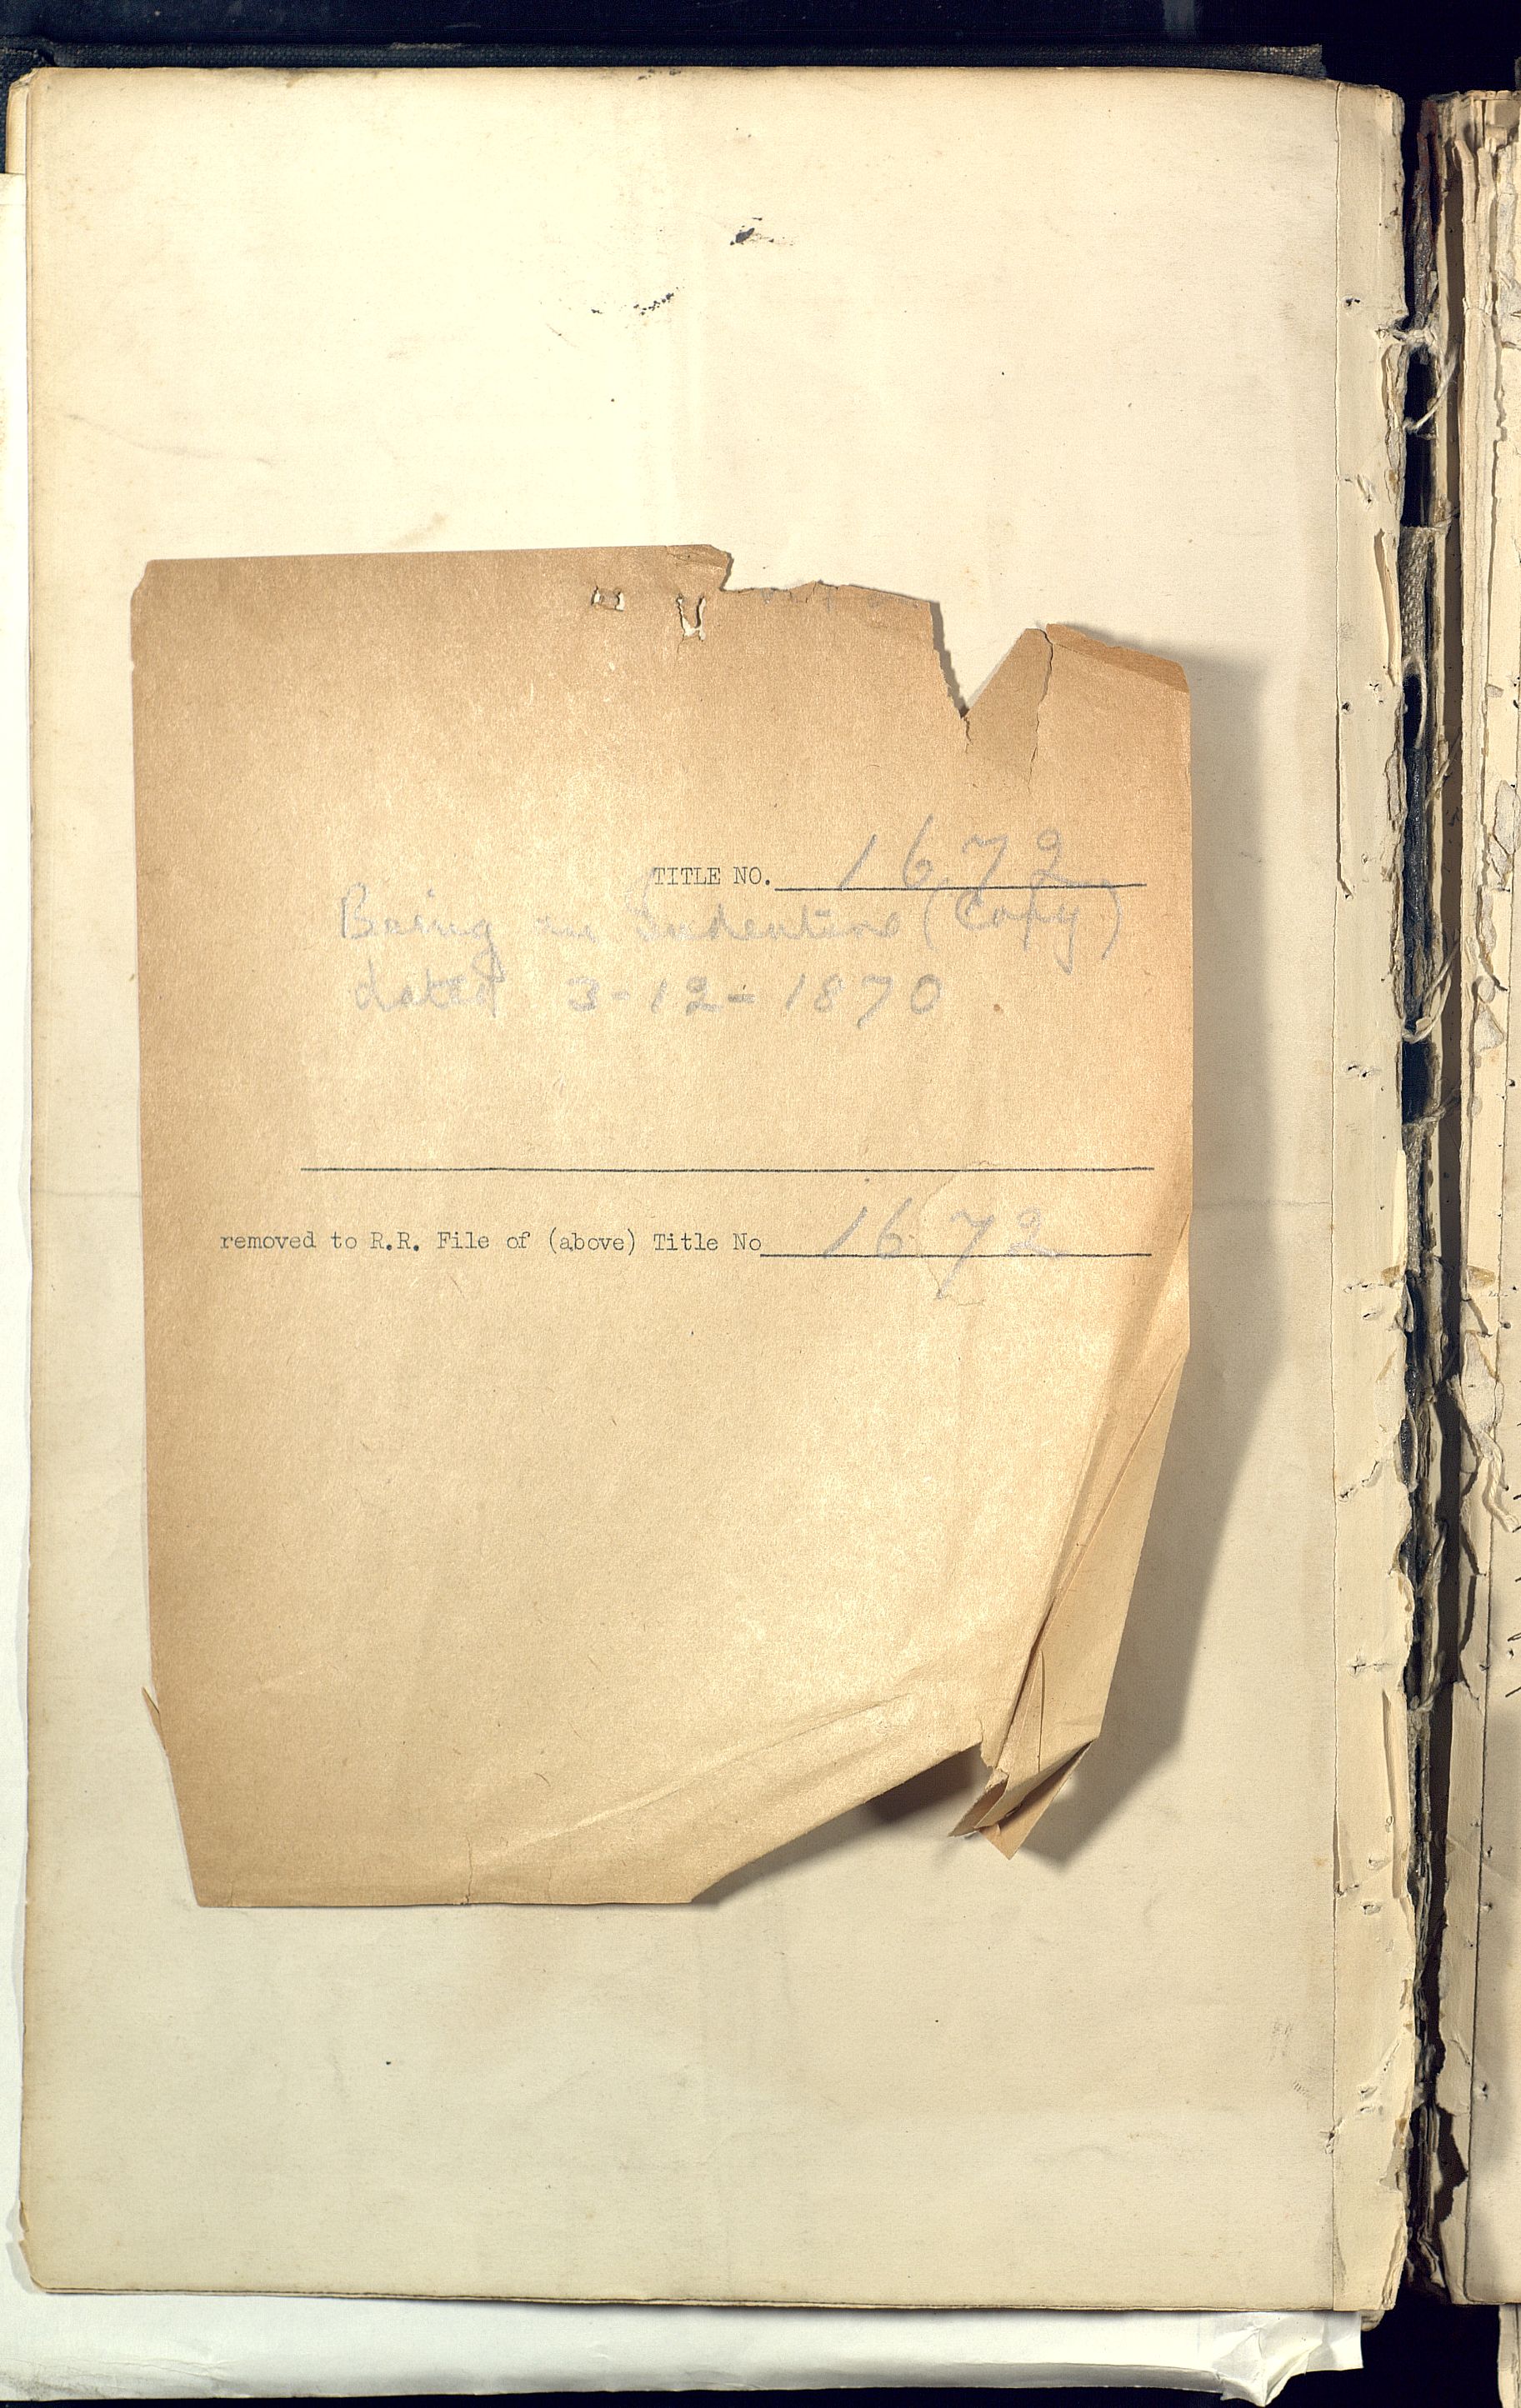 TITLE NO. 1672
Being an Indenture (Copy)
dated 3-12-1870
removed to R.R. File of (above) Title No 1672